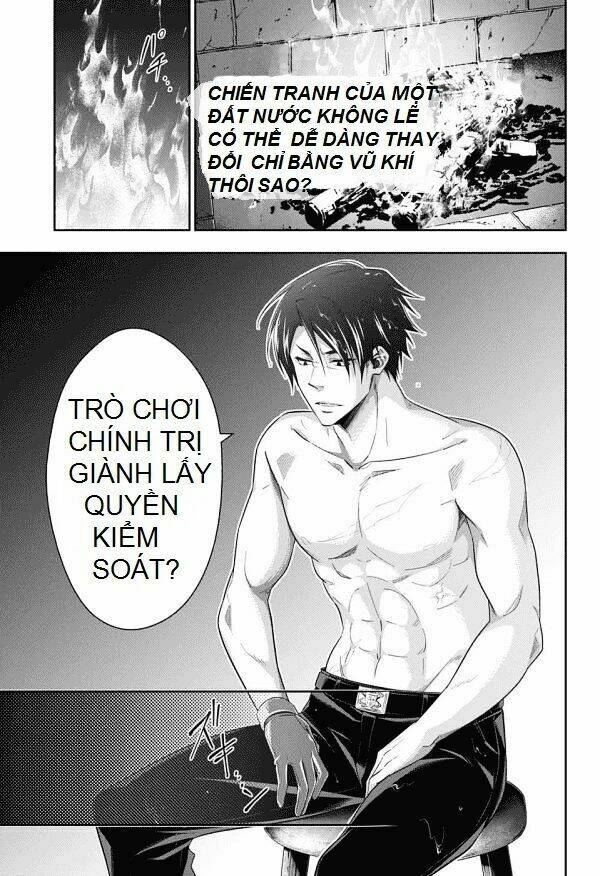 CHIẾN TRANH CỦA MỘT
ĐẤT NƯỚC KHÔNG LẼ
CÓ THỂ DỄ DÀNG THAY
ĐỔI CHỈ BẰNG VŨ KHÍ
THÔI SAO?
TRÒ CHƠI
CHÍNH TRỊ
GIÀNH LẤY
QUYỀN
KIỂM
SOÁT?